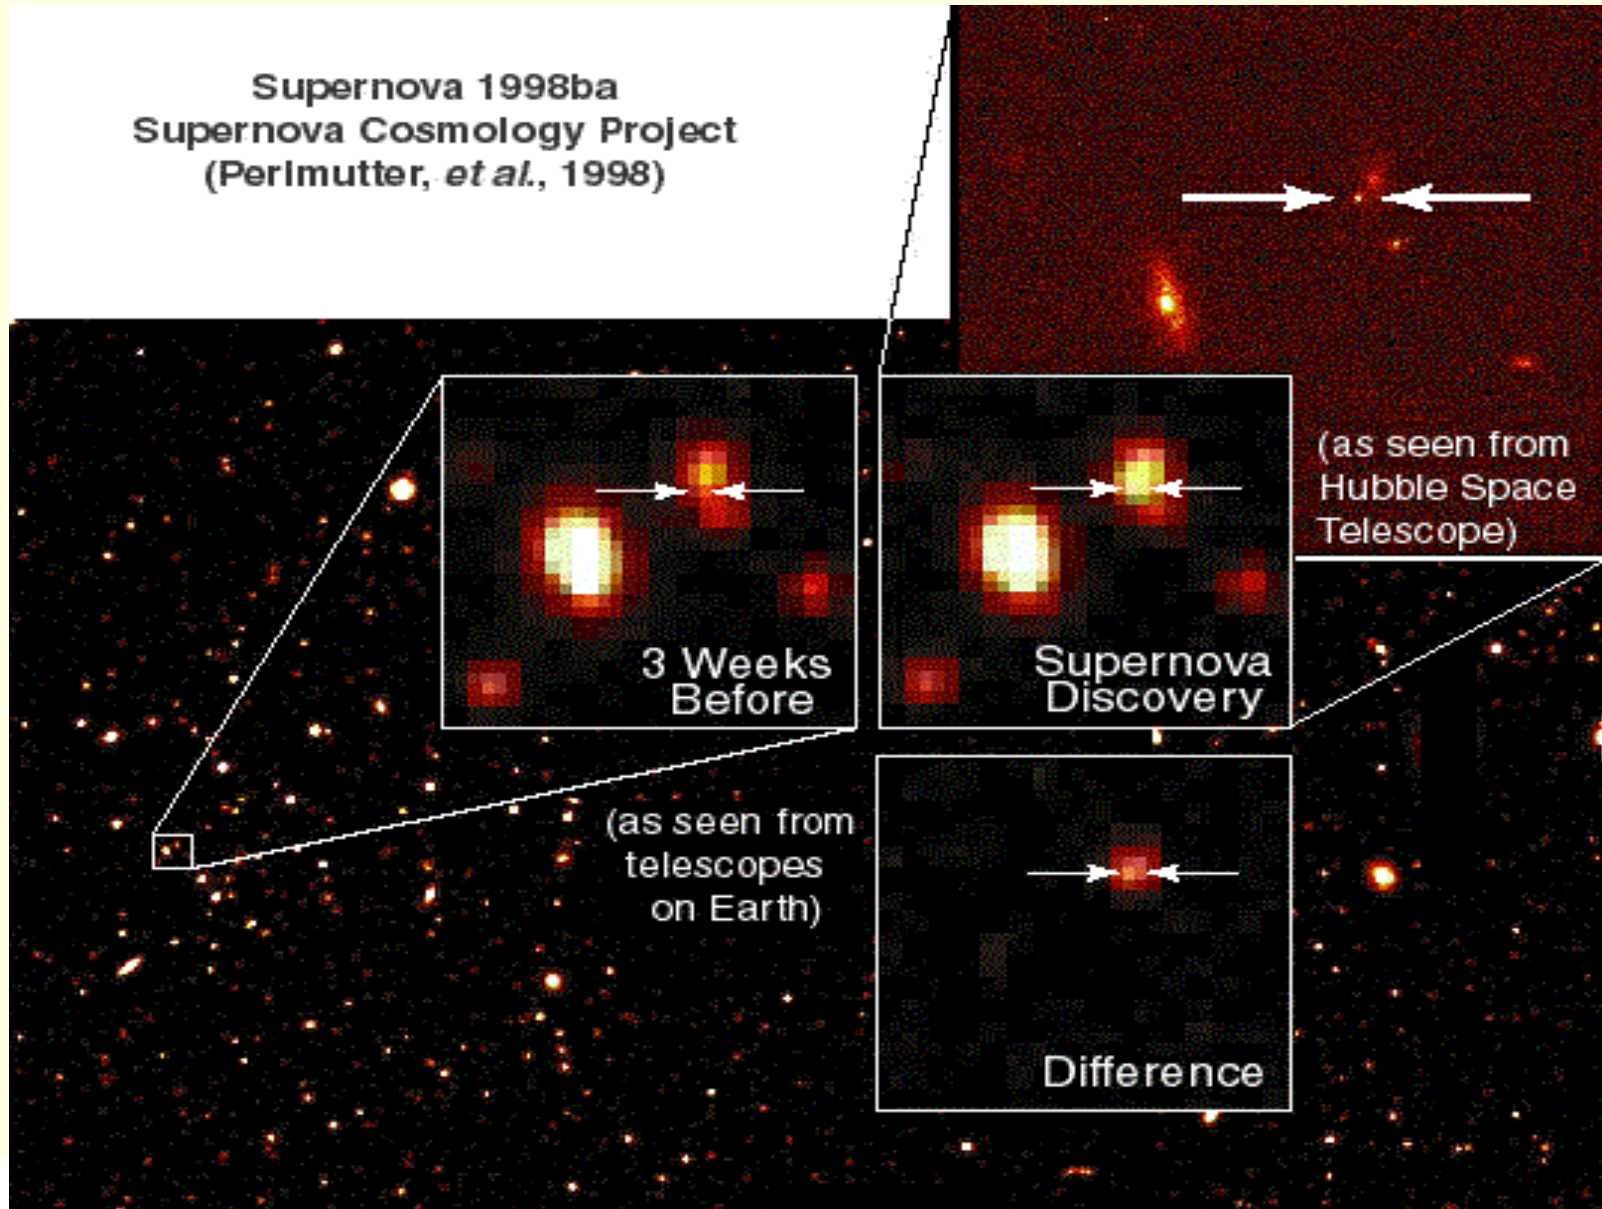 Supernova 1998ba
Supernova Cosmology Project
(Perlmutter, et al., 1998)
(as seen from
Hubble Space
Telescope)
3 Weeks
Before
Supernova
Discovery
(as seen from
telescopes
on Earth)
Difference